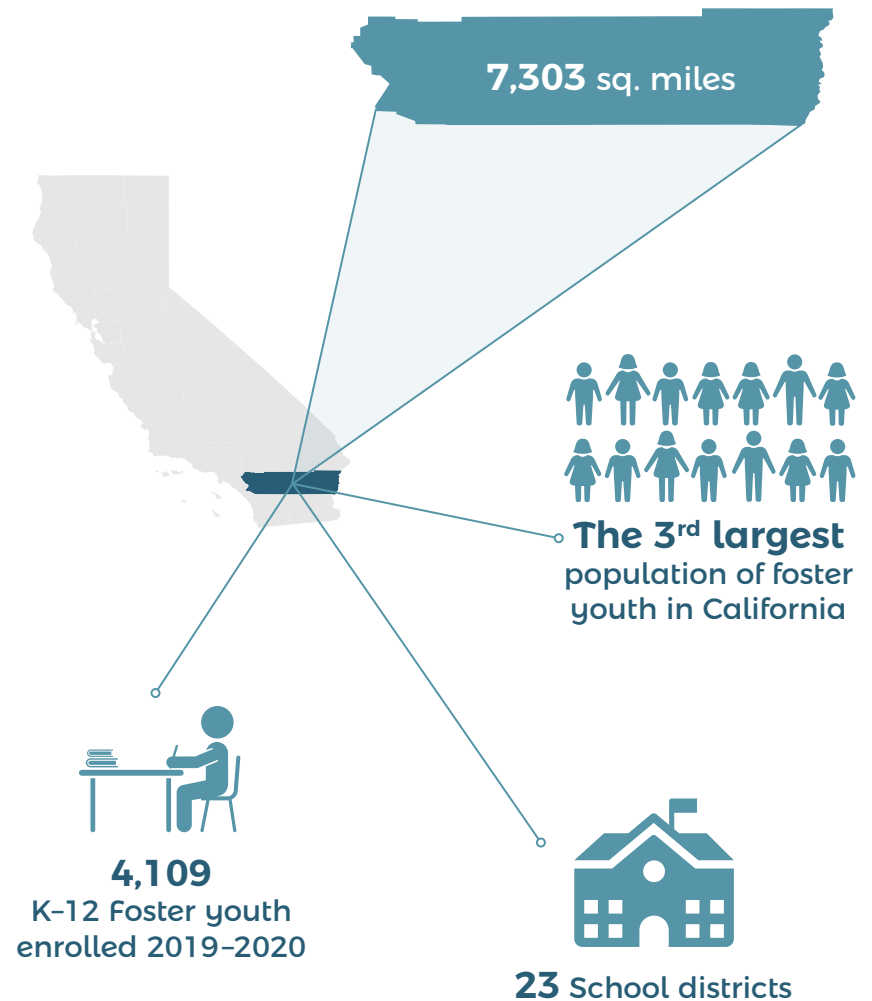 7,303 sq. miles
The 3rd largest
population of foster
youth in California
4,109
K–12 Foster youth
enrolled 2019–2020
23 School districts